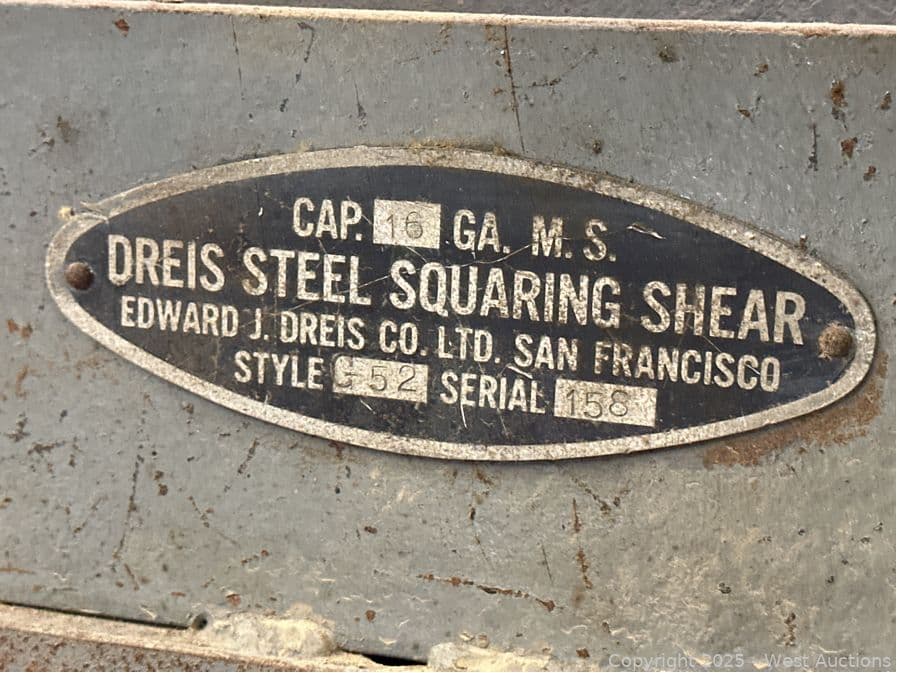 CAP. 16 GA. M. S.
DREIS STEEL SQUARING SHEAR
EDWARD J. DREIS CO. LTD. SAN FRANCISCO
STYLE 52 SERIAL 158
Copyright 2025 - West Auctions